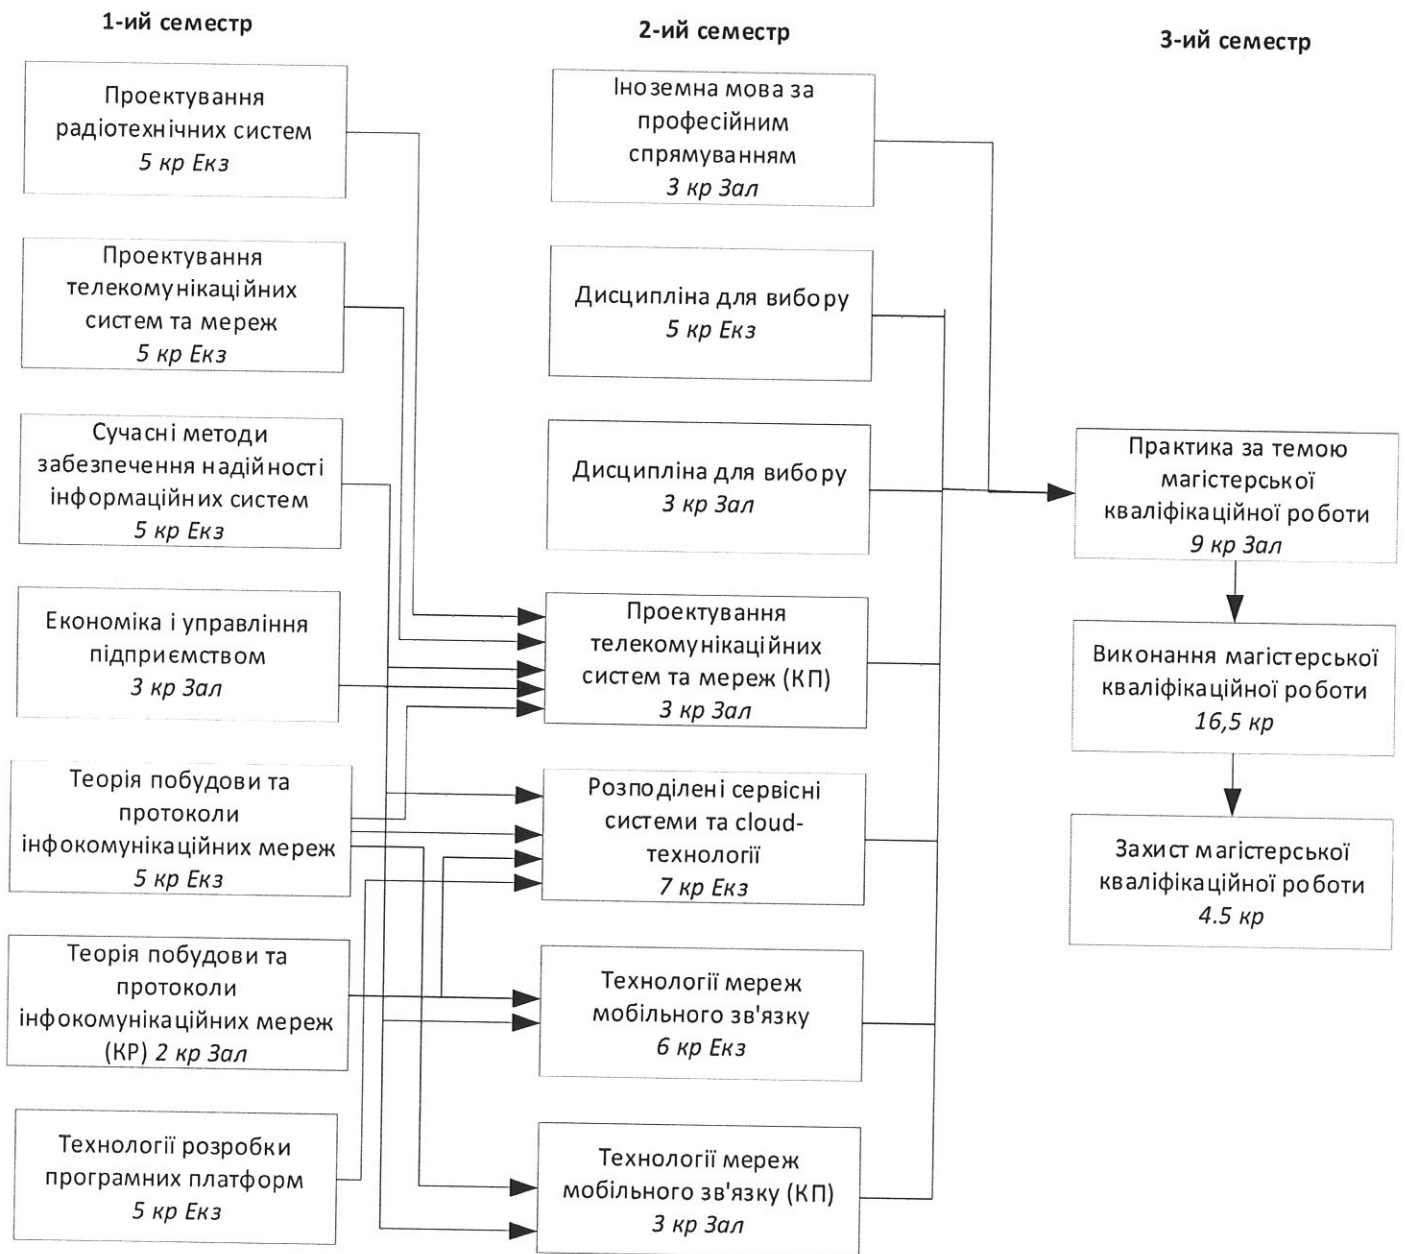 1-ий семестр
2-ий семестр
3-ий семестр
Проектування
радіотехнічних систем
5 кр Екз
Проектування
телекомунікаційних
систем та мереж
5 кр Екз
Сучасні методи
забезпечення надійності
інформаційних систем
5 кр Екз
Економіка і управління
підприємством
3 кр Зал
Теорія побудови та
протоколи
інфокомунікаційних мереж
5 кр Екз
Теорія побудови та
протоколи
інфокомунікаційних мереж
(КР) 2 кр Зал
Технології розробки
програмних платформ
5 кр Екз
Іноземна мова за
професійним
спрямуванням
3 кр Зал
Дисципліна для вибору
5 кр Екз
Дисципліна для вибору
3 кр Зал
Проектування
телекомунікаційних
систем та мереж (КП)
3 кр Зал
Розподілені сервісні
системи та cloud-
технології
7 кр Екз
Технології мереж
мобільного зв'язку
6 кр Екз
Технології мереж
мобільного зв'язку (КП)
3 кр Зал
Практика за темою
магістерської
кваліфікаційної роботи
9 кр Зал
Виконання магістерської
кваліфікаційної роботи
16,5 кр
Захист магістерської
кваліфікаційної роботи
4.5 кр